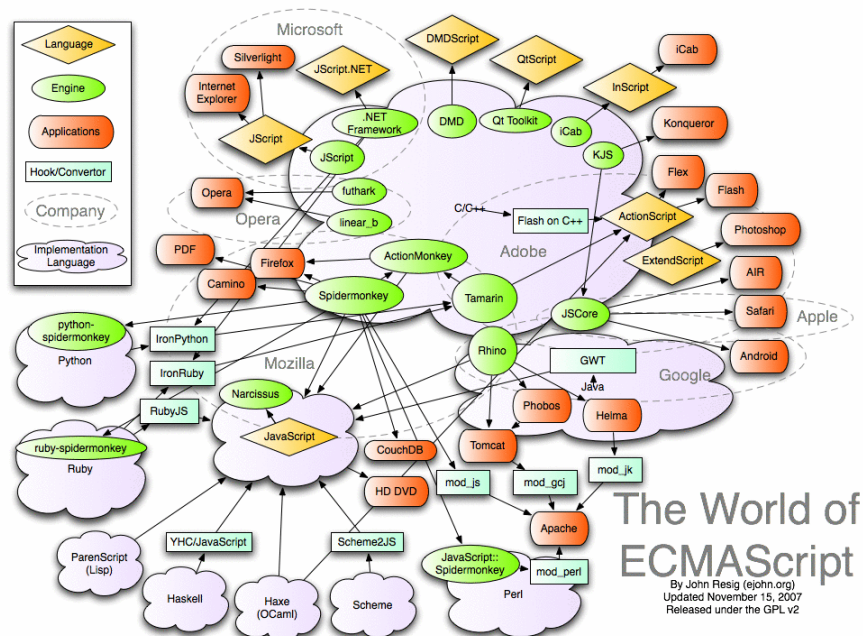 Language
Engine
Applications
Hook/Convertor
Company
Implementation
Language
Microsoft
Silverlight
Internet
Explorer
JScript.NET
.NET
Framework
JScript
JScript
DMDScript
DMD
QtScript
Qt Toolkit
iCab
InScript
iCab
KJS
Konqueror
Opera
futhark
linear_b
Opera
C/C++
Flash on C++
ActionScript
Flex
Flash
Adobe
ExtendScript
Photoshop
AIR
PDF
Firefox
Camino
ActionMonkey
Spidermonkey
Tamarin
JSCore
Safari
Apple
Android
python-
spidermonkey
Python
IronPython
IronRuby
RubyJS
Mozilla
Rhino
GWT
Java
Google
Narcissus
JavaScript
Phobos
Helma
ruby-spidermonkey
Ruby
CouchDB
HD DVD
Tomcat
mod_js
mod_gcj
mod_jk
Apache
ParenScript
(Lisp)
YHC/JavaScript
Haskell
Haxe
(OCaml)
Scheme2JS
Scheme
JavaScript::
Spidermonkey
mod_perl
Perl
The World of
ECMAScript
By John Resig (ejohn.org)
Updated November 15, 2007
Released under the GPL v2